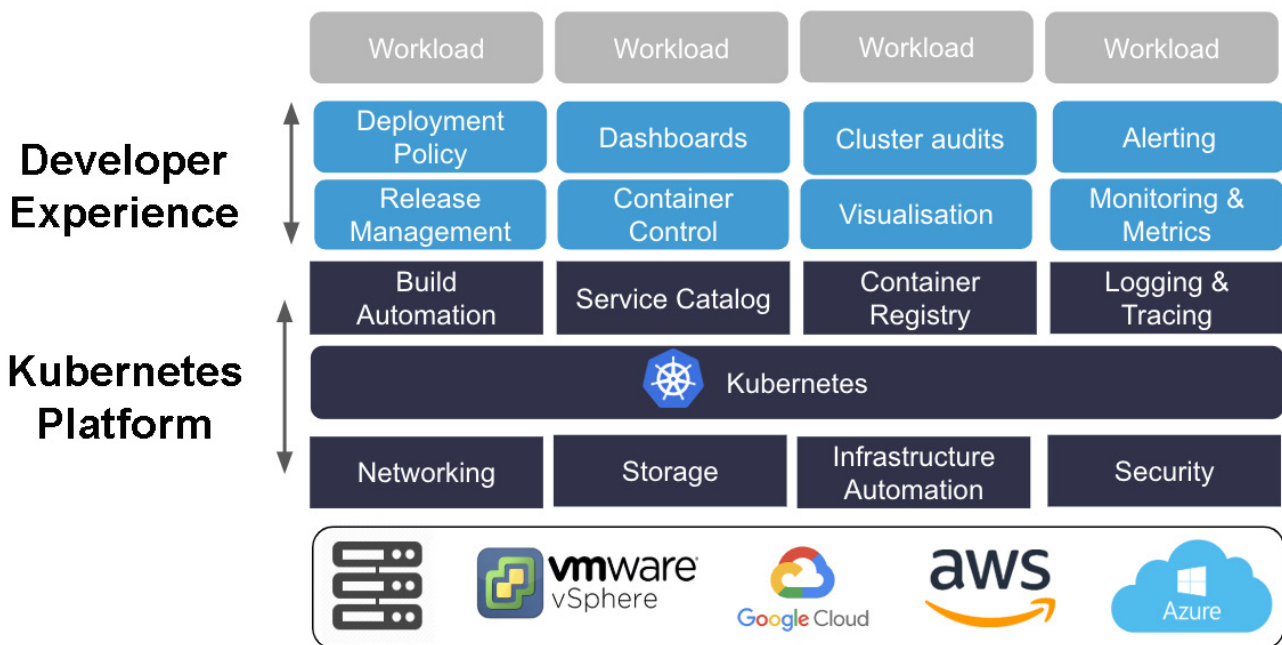 Workload
Workload
Workload
Workload
Developer
Experience
Deployment
Policy
Dashboards
Cluster audits
Alerting
Release
Management
Container
Control
Visualisation
Monitoring &
Metrics
Kubernetes
Platform
Build
Automation
Service Catalog
Container
Registry
Logging &
Tracing
Kubernetes
Networking
Storage
Infrastructure
Automation
Security
vmware
vSphere
Google Cloud
aws
Azure